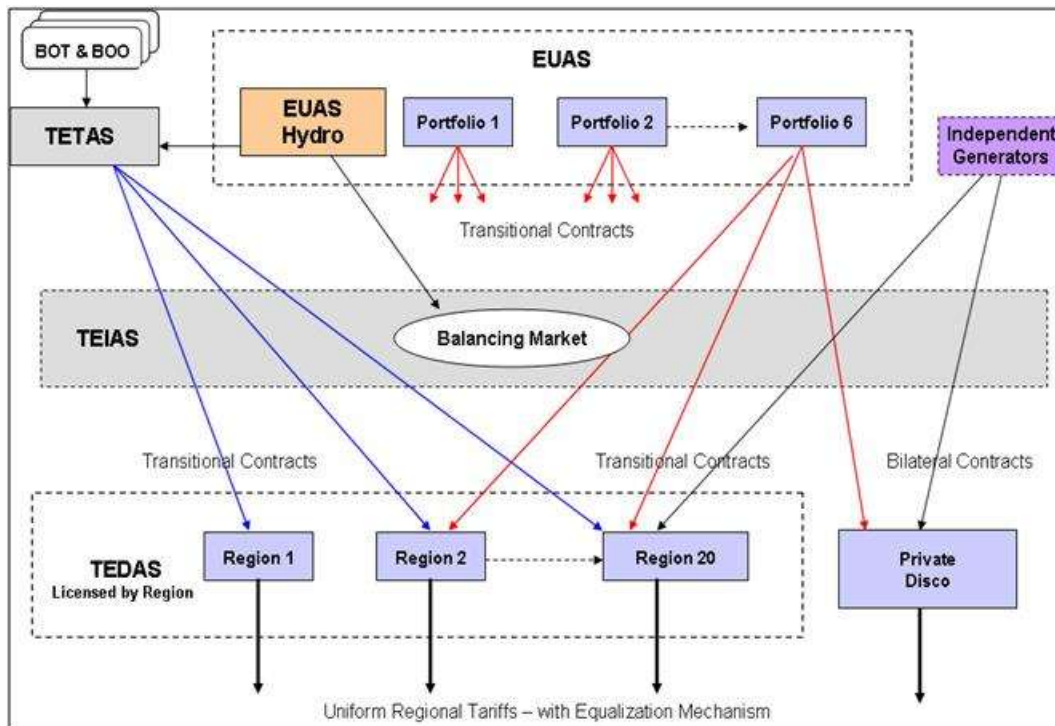 BOT & BOO
EUAS
TETAS
EUAS
Hydro
Portfolio 1
Portfolio 2
Portfolio 6
Independent
Generators
Transitional Contracts
TEIAS
Balancing Market
Transitional Contracts
Transitional Contracts
Bilateral Contracts
TEDAS
Licensed by Region
Region 1
Region 2
Region 20
Private
Disco
Uniform Regional Tariffs – with Equalization Mechanism